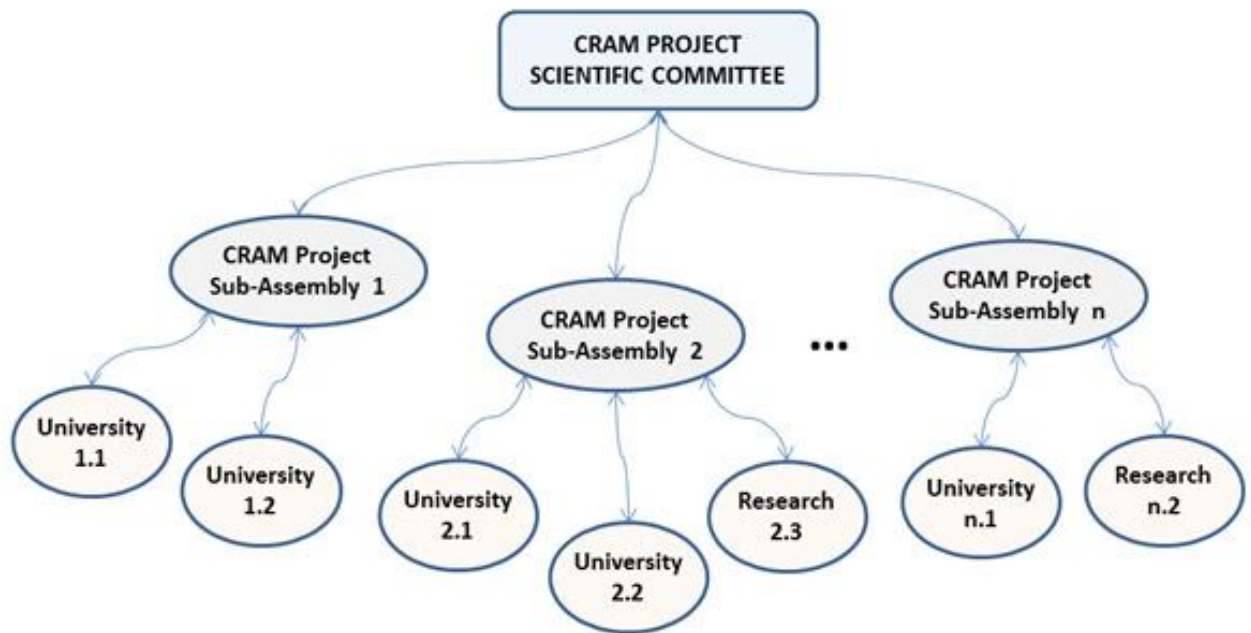 CRAM PROJECT
SCIENTIFIC COMMITTEE
CRAM Project
Sub-Assembly 1
CRAM Project
Sub-Assembly 2
...
CRAM Project
Sub-Assembly n
University
1.1
University
1.2
University
2.1
University
2.2
Research
2.3
University
n.1
Research
n.2